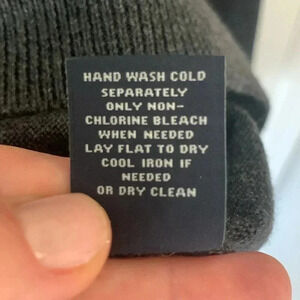 HAND WASH COLD
SEPARATELY
ONLY NON-
CHLORINE BLEACH
WHEN NEEDED
LAY FLAT TO DRY
COOL IRON IF
NEEDED
OR DRY CLEAN